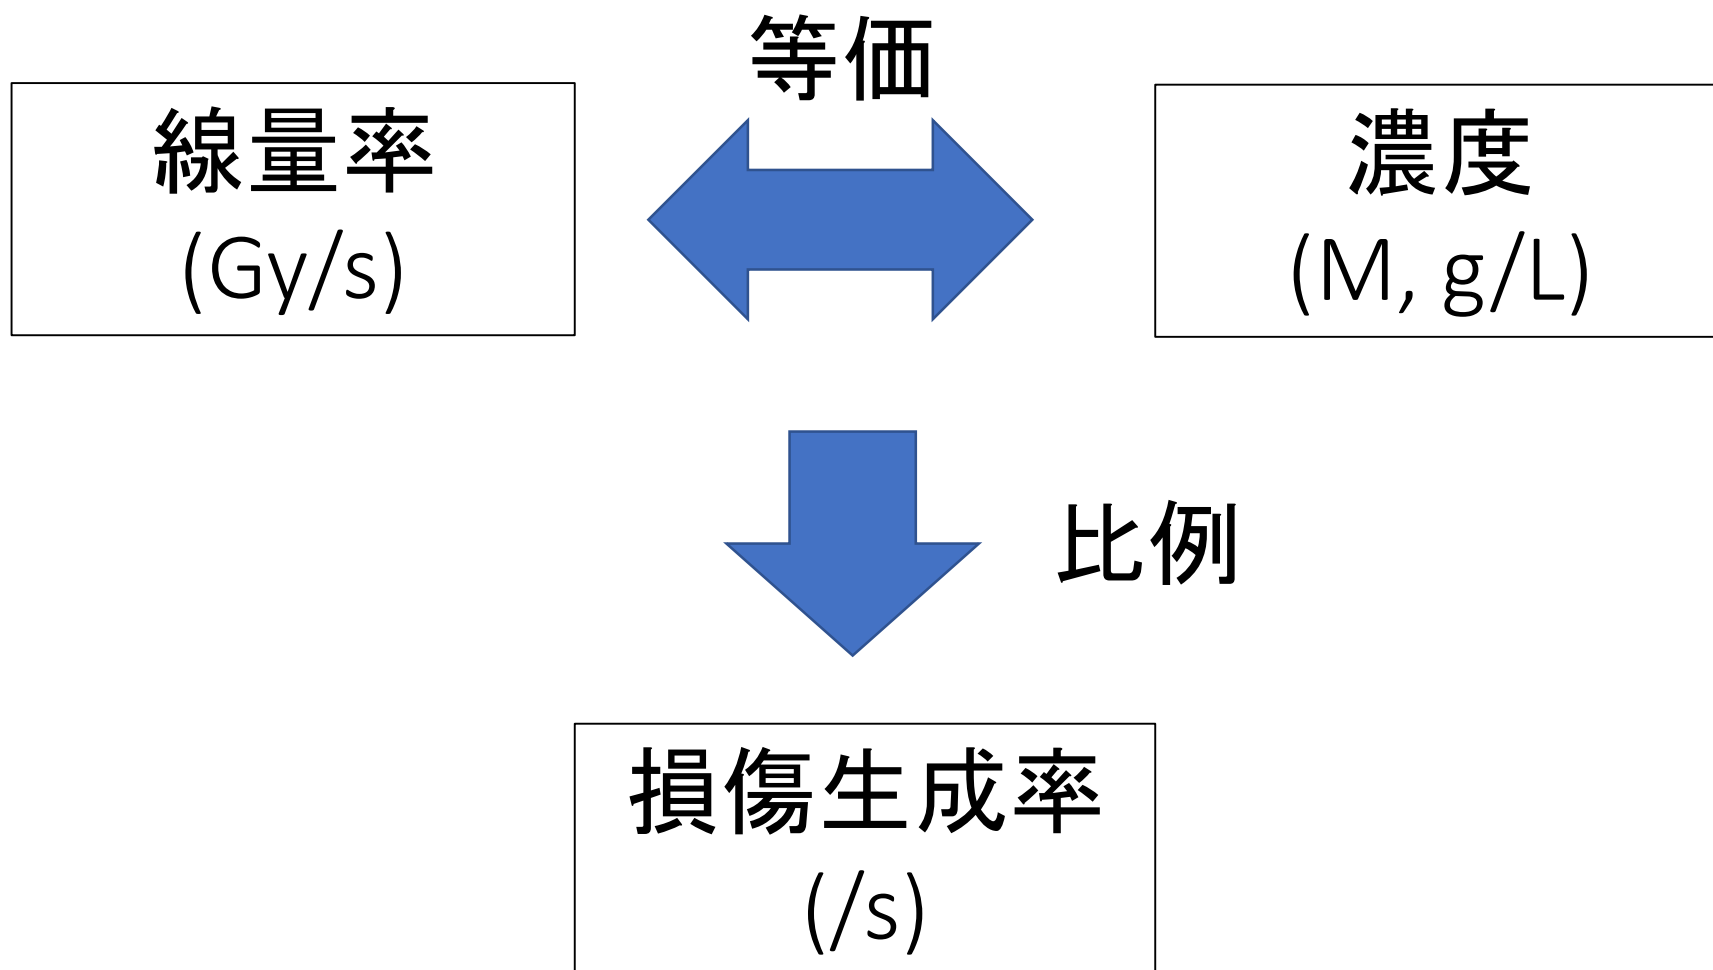 等価
線量率
(Gy/s)
濃度
(M, g/L)
比例
損傷生成率
(/s)